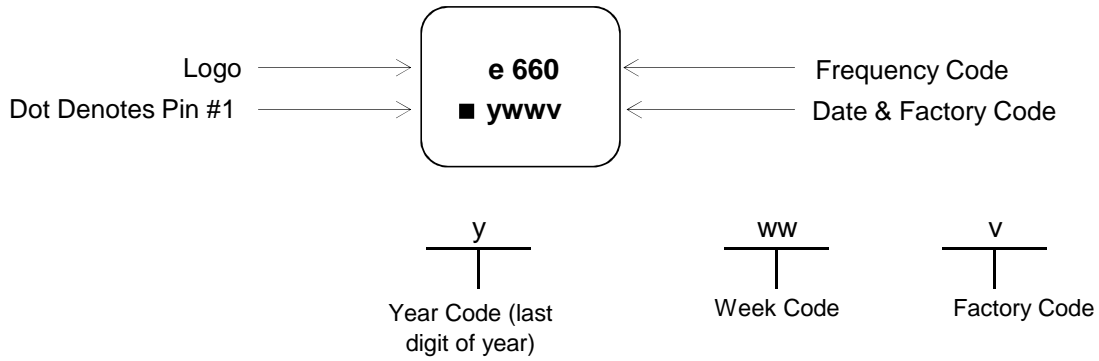 Logo
e 660
Frequency Code
Dot Denotes Pin #1
■ ywwv
Date & Factory Code
y
ww
v
Year Code (last
digit of year)
Week Code
Factory Code